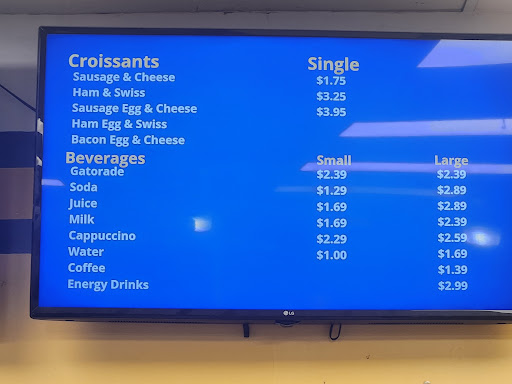 Croissants Single
Sausage & Cheese $1.75
Ham & Swiss $3.25
Sausage Egg & Cheese $3.95
Ham Egg & Swiss
Bacon Egg & Cheese
Beverages Small Large
Gatorade $2.39 $2.39
Soda $1.29 $2.89
Juice $1.69 $2.89
Milk $1.69 $2.39
Cappuccino $2.29 $2.59
Water $1.00 $1.69
Coffee $1.39
Energy Drinks $2.99
LG